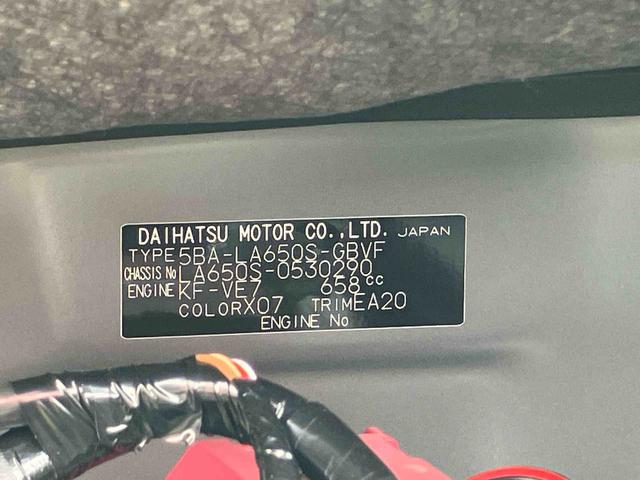 DAIHATSU MOTOR CO.,LTD. JAPAN
TYPE 5BA-LA650S-GBVF
CHASSIS No LA650S-0530290
ENGINE KF-VE7 658cc
COLOR X07 TRIM EA20
ENGINE No